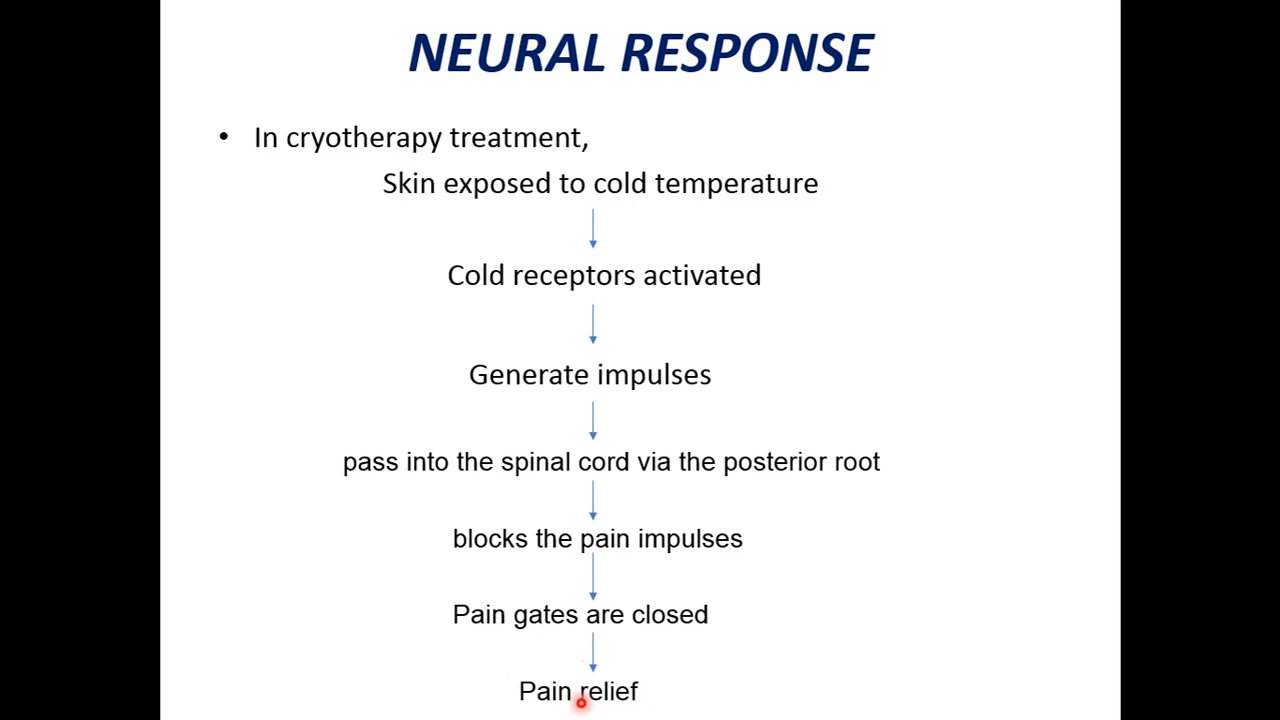 NEURAL RESPONSE
• In cryotherapy treatment,
Skin exposed to cold temperature
Cold receptors activated
Generate impulses
pass into the spinal cord via the posterior root
blocks the pain impulses
Pain gates are closed
Pain relief